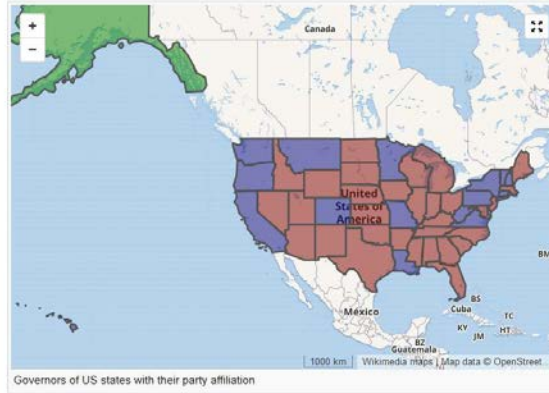 +
−
Canada
United
States of
America
México
Cuba
BS
TC
KY
JM
HT
BZ
Guatemala
BM
1000 km
Wikimedia maps | Map data © OpenStreet...
Governors of US states with their party affiliation